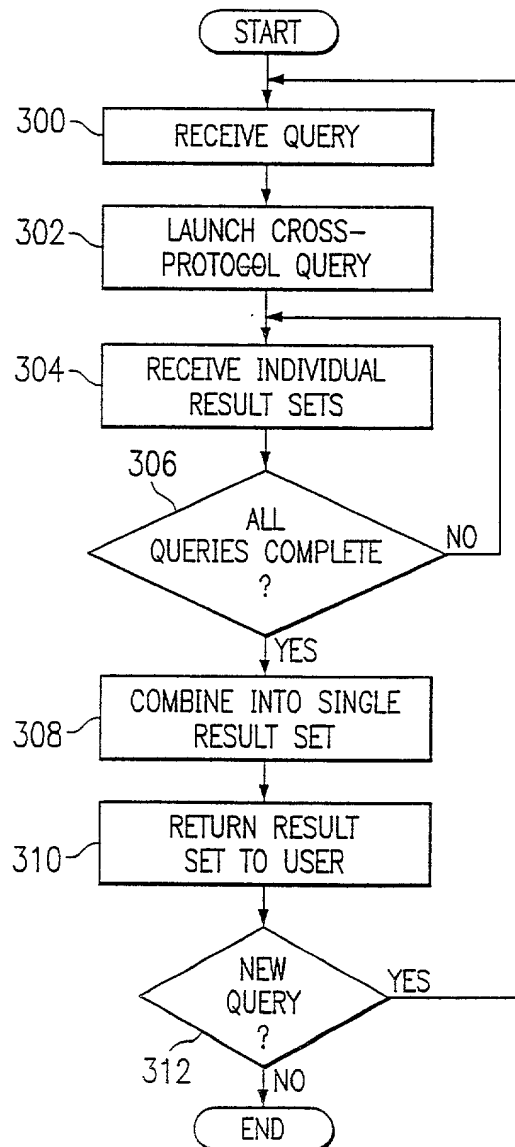 START
300
RECEIVE QUERY
302
LAUNCH CROSS-
PROTOCOL QUERY
304
RECEIVE INDIVIDUAL
RESULT SETS
306
ALL
QUERIES COMPLETE
?
NO
YES
308
COMBINE INTO SINGLE
RESULT SET
310
RETURN RESULT
SET TO USER
NEW
QUERY
?
YES
312
NO
END